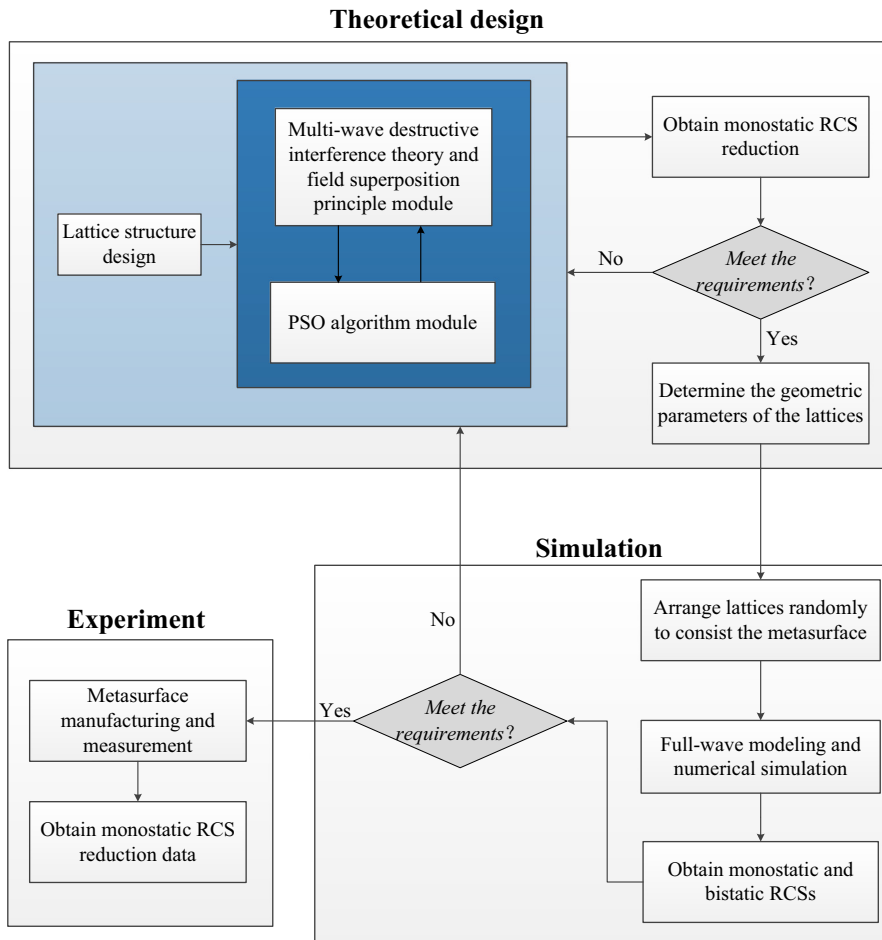 Theoretical design
Multi-wave destructive
interference theory and
field superposition
principle module
Lattice structure
design
PSO algorithm module
Obtain monostatic RCS
reduction
Meet the
requirements?
No
Yes
Determine the geometric
parameters of the lattices
Simulation
Arrange lattices randomly
to consist the metasurface
Full-wave modeling and
numerical simulation
Obtain monostatic and
bistatic RCSs
Meet the
requirements?
No
Yes
Experiment
Metasurface
manufacturing and
measurement
Obtain monostatic RCS
reduction data